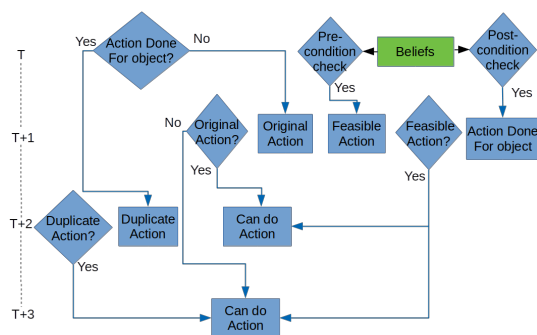 T
Yes
Action Done
For object?
No
Pre-
condition
check
Beliefs
Post-
condition
check
Yes
Yes
T+1
No
Original
Action?
Original
Action
Feasible
Action
Feasible
Action?
Action Done
For object
Yes
Yes
T+2
Duplicate
Action?
Duplicate
Action
Can do
Action
Yes
T+3
Can do
Action